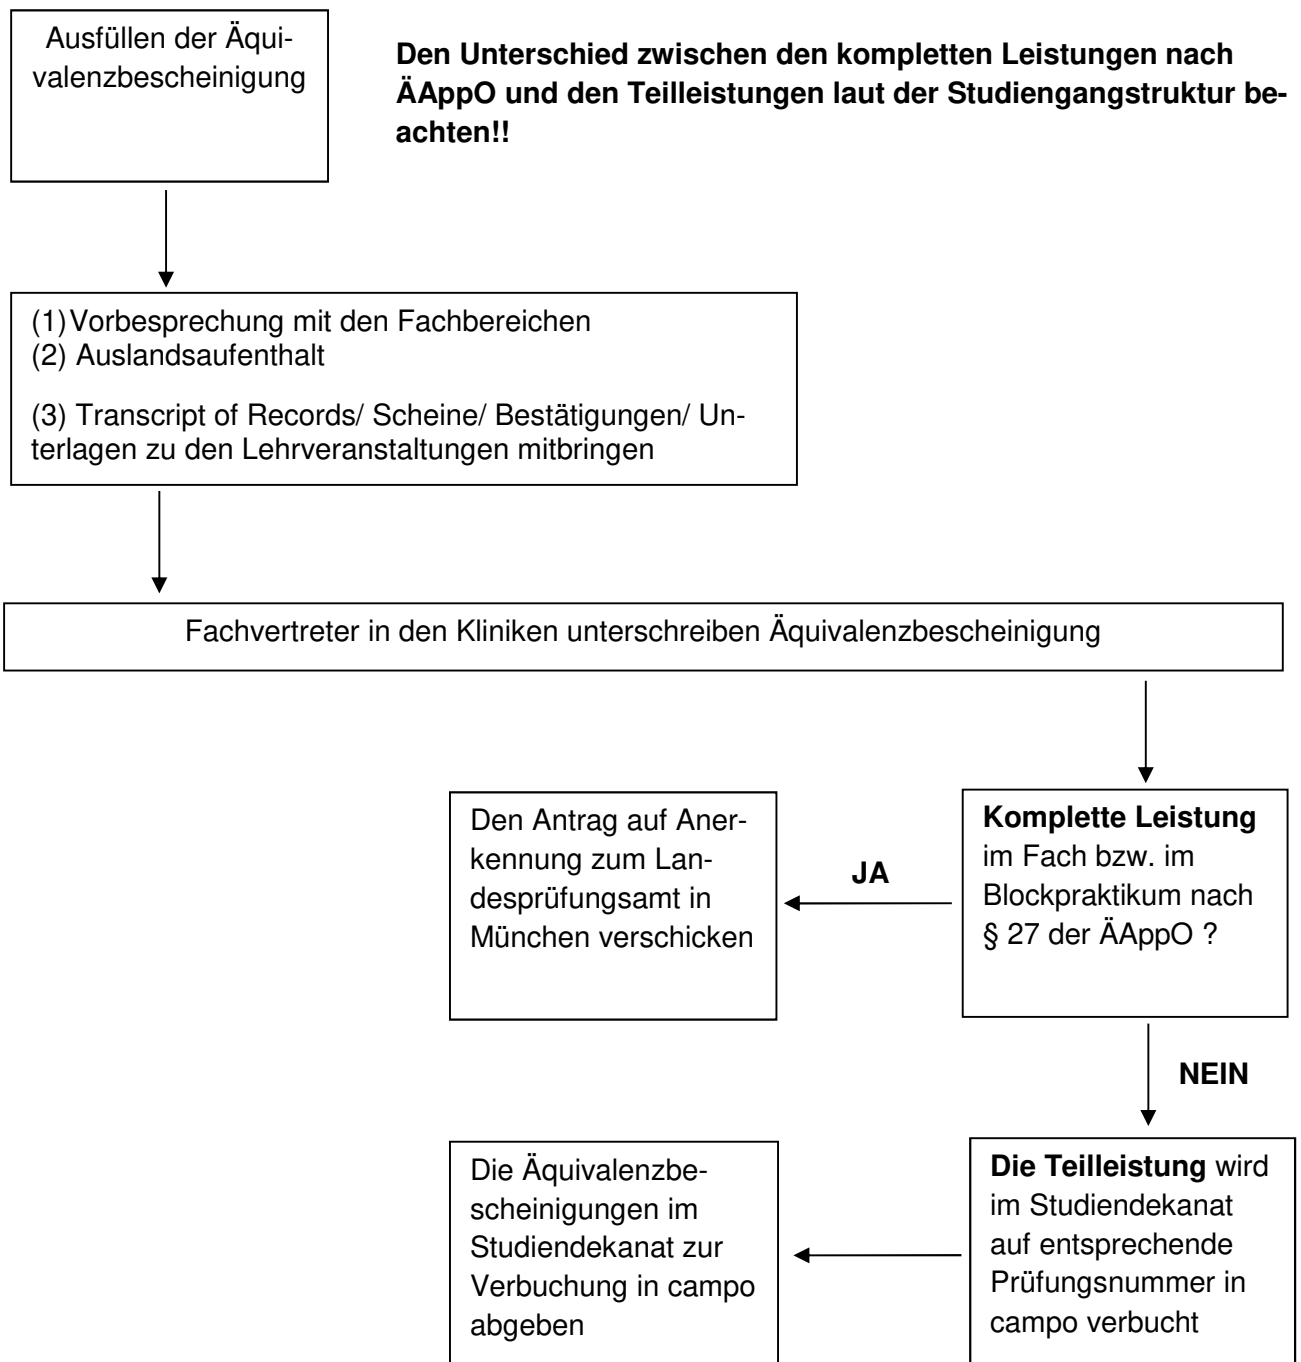 Ausfüllen der Äqui-
valenzbescheinigung
Den Unterschied zwischen den kompletten Leistungen nach
ÄAppO und den Teilleistungen laut der Studiengangstruktur be-
achten!!
(1)Vorbesprechung mit den Fachbereichen
(2) Auslandsaufenthalt
(3) Transcript of Records/ Scheine/ Bestätigungen/ Un-
terlagen zu den Lehrveranstaltungen mitbringen
Fachvertreter in den Kliniken unterschreiben Äquivalenzbescheinigung
Komplette Leistung
im Fach bzw. im
Blockpraktikum nach
§ 27 der ÄAppO ?
JA
Den Antrag auf Aner-
kennung zum Lan-
desprüfungsamt in
München verschicken
NEIN
Die Teilleistung wird
im Studiendekanat
auf entsprechende
Prüfungsnummer in
campo verbucht
Die Äquivalenzbe-
scheinigungen im
Studiendekanat zur
Verbuchung in campo
abgeben